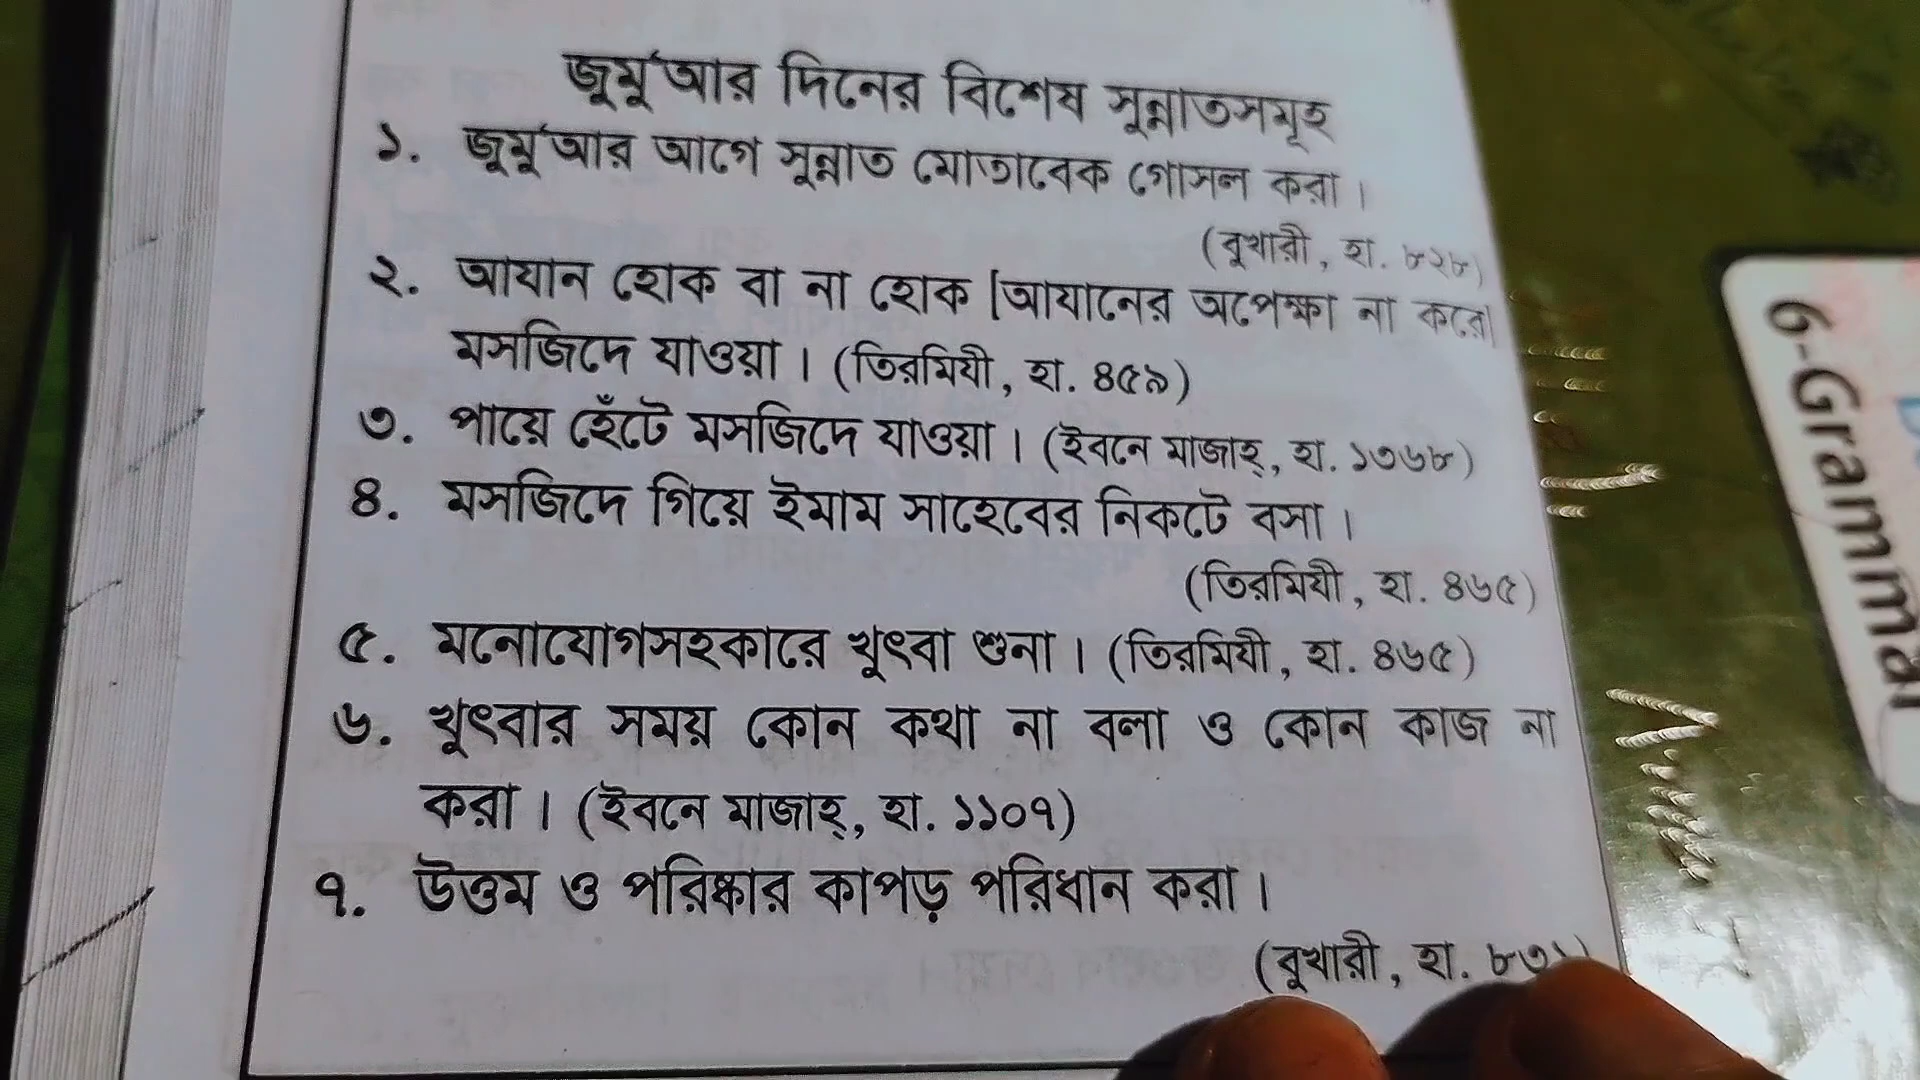 জুমু'আর দিনের বিশেষ সুন্নাতসমূহ
১. জুমু'আর আগে সুন্নাত মোতাবেক গোসল করা।
(বুখারী, হা. ৮২৮)
২. আযান হোক বা না হোক [আযানের অপেক্ষা না করে]
মসজিদে যাওয়া। (তিরমিযী, হা. ৪৫৯)
৩. পায়ে হেঁটে মসজিদে যাওয়া। (ইবনে মাজাহ্, হা. ১৩৬৮)
৪. মসজিদে গিয়ে ইমাম সাহেবের নিকটে বসা।
(তিরমিযী, হা. ৪৬৫)
৫. মনোযোগসহকারে খুৎবা শুনা। (তিরমিযী, হা. ৪৬৫)
৬. খুৎবার সময় কোন কথা না বলা ও কোন কাজ না
করা। (ইবনে মাজাহ্, হা. ১১০৭)
৭. উত্তম ও পরিষ্কার কাপড় পরিধান করা।
(বুখারী, হা.
6-Grammar